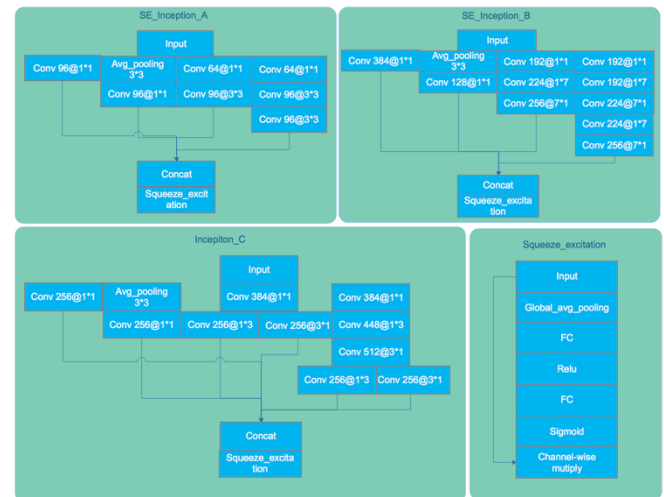 SE_Inception_A
Input
Conv 96@1*1
Avg_pooling
3*3
Conv 64@1*1
Conv 64@1*1
Conv 96@1*1
Conv 96@3*3
Conv 96@3*3
Conv 96@3*3
Concat
Squeeze_excit
ation
SE_Inception_B
Input
Conv 384@1*1
Avg_pooling
3*3
Conv 192@1*1
Conv 192@1*1
Conv 128@1*1
Conv 224@1*7
Conv 192@1*7
Conv 256@7*1
Conv 224@7*1
Conv 224@1*7
Conv 256@7*1
Concat
Squeeze_excita
tion
Incepiton_C
Input
Conv 256@1*1
Avg_pooling
3*3
Conv 384@1*1
Conv 384@1*1
Conv 256@1*1
Conv 256@1*3
Conv 256@3*1
Conv 448@1*3
Conv 512@3*1
Conv 256@1*3
Conv 256@3*1
Concat
Squeeze_excita
tion
Squeeze_excitation
Input
Global_avg_pooling
FC
Relu
FC
Sigmoid
Channel-wise
mutiply